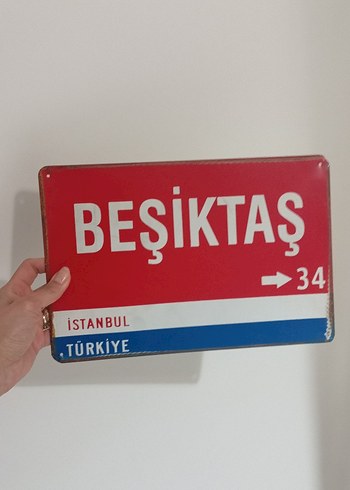 BEŞİKTAŞ
→ 34
İSTANBUL
TÜRKİYE